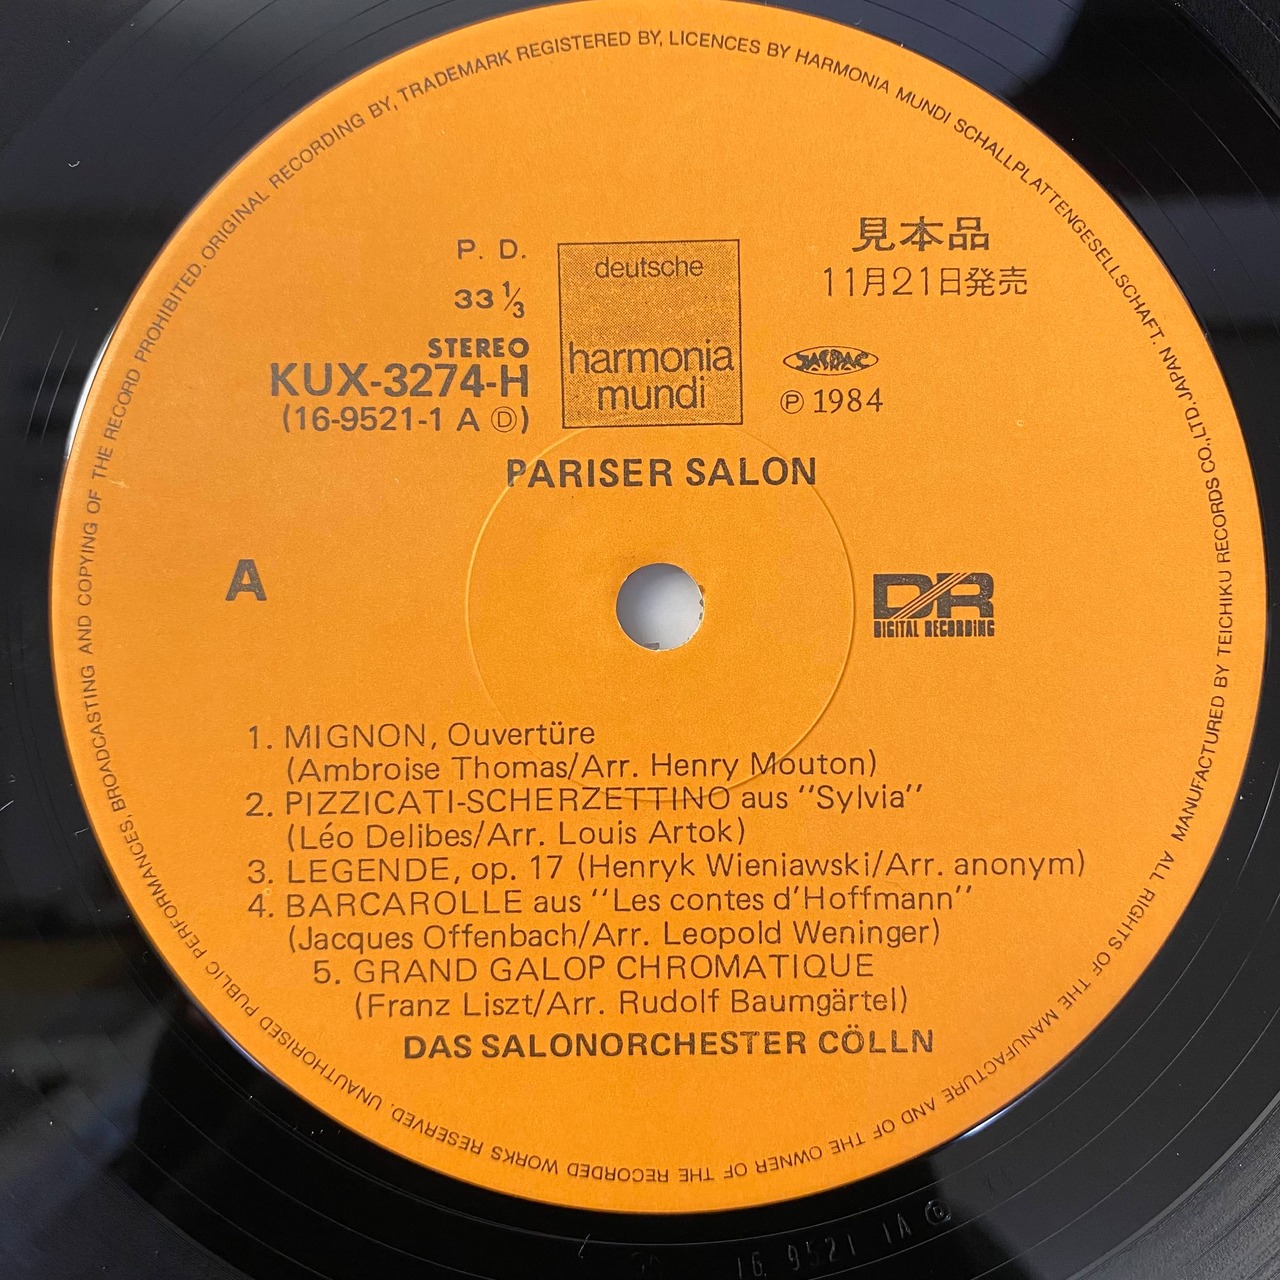 ORIGINAL RECORDING BY, TRADEMARK REGISTERED BY, LICENCES BY HARMONIA MUNDI SCHALLPLATTENGESELLSCHAFT. MANUFACTURED BY TEICHIKU RECORDS CO., LTD. JAPAN
ALL RIGHTS OF THE MANUFACTURE AND OF THE OWNER OF THE RECORDED WORKS RESERVED. UNAUTHORISED PUBLIC PERFORMANCES, BROADCASTING AND COPYING OF THE RECORD PROHIBITED.
P. D.
33 1/3
STEREO
KUX-3274-H
(16-9521-1 A Ⓓ)
deutsche
harmonia
mundi
見本品
11月21日発売
JASRAC
Ⓟ 1984
PARISER SALON
A
DR
DIGITAL RECORDING
1. MIGNON, Ouvertüre
(Ambroise Thomas/Arr. Henry Mouton)
2. PIZZICATI-SCHERZETTINO aus "Sylvia"
(Léo Delibes/Arr. Louis Artok)
3. LEGENDE, op. 17 (Henryk Wieniawski/Arr. anonym)
4. BARCAROLLE aus "Les contes d'Hoffmann"
(Jacques Offenbach/Arr. Leopold Weninger)
5. GRAND GALOP CHROMATIQUE
(Franz Liszt/Arr. Rudolf Baumgärtel)
DAS SALONORCHESTER CÖLLN
16 9521 1A Ⓓ